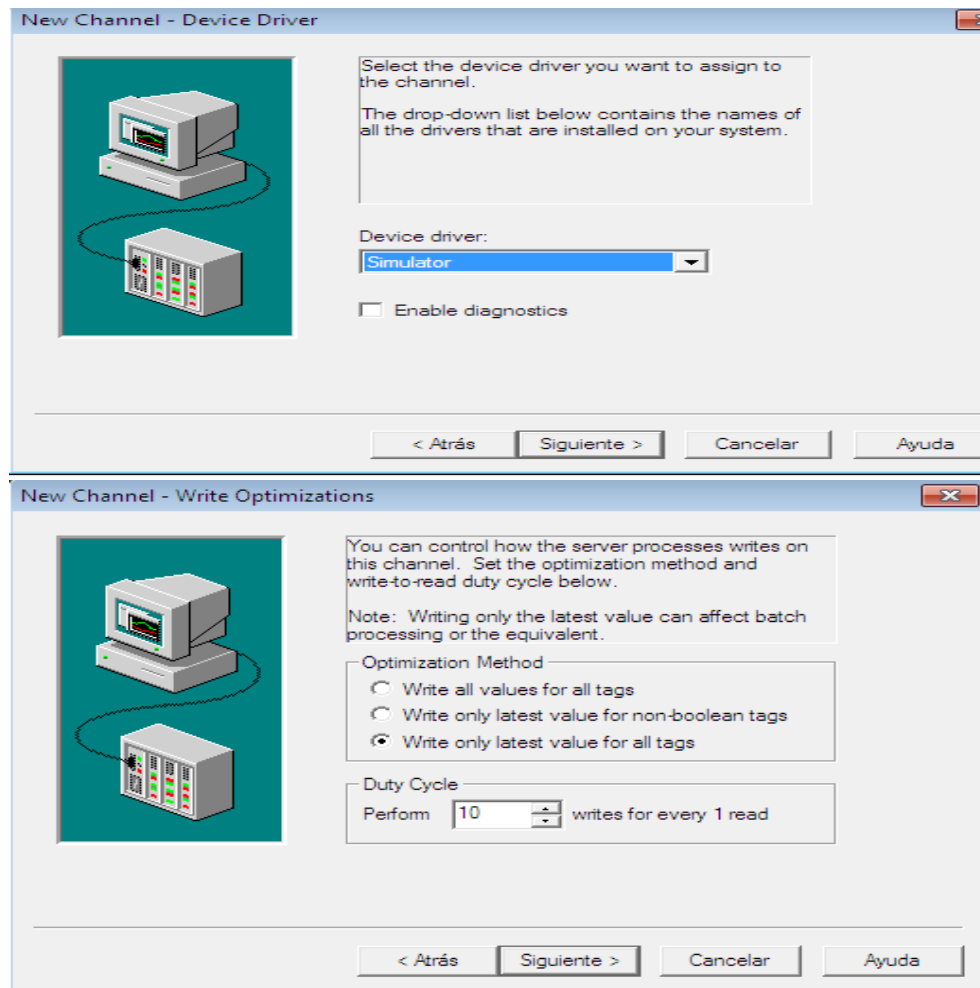 New Channel - Device Driver
Select the device driver you want to assign to
the channel.
The drop-down list below contains the names of
all the drivers that are installed on your system.
Device driver:
Simulator
Enable diagnostics
< Atrás Siguiente > Cancelar Ayuda
New Channel - Write Optimizations
You can control how the server processes writes on
this channel. Set the optimization method and
write-to-read duty cycle below.
Note: Writing only the latest value can affect batch
processing or the equivalent.
Optimization Method
Write all values for all tags
Write only latest value for non-boolean tags
Write only latest value for all tags
Duty Cycle
Perform 10 writes for every 1 read
< Atrás Siguiente > Cancelar Ayuda